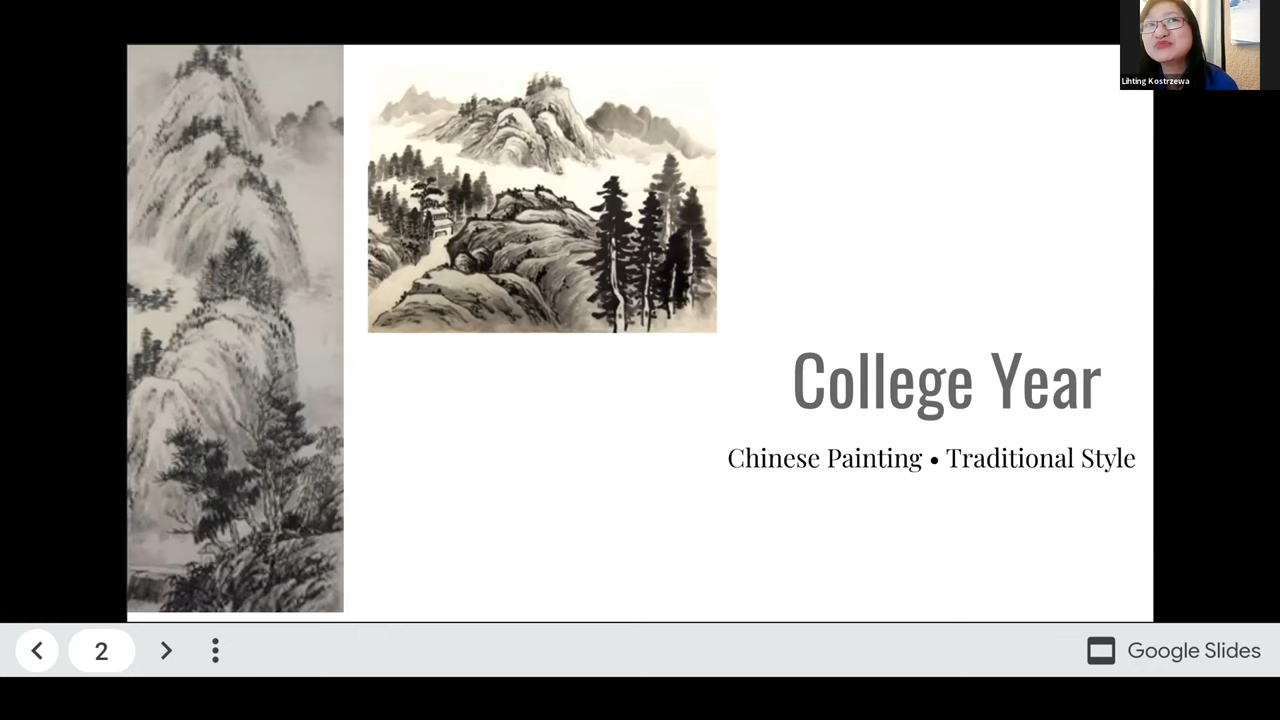 Lihting Kostrzewa
College Year
Chinese Painting • Traditional Style
2
Google Slides